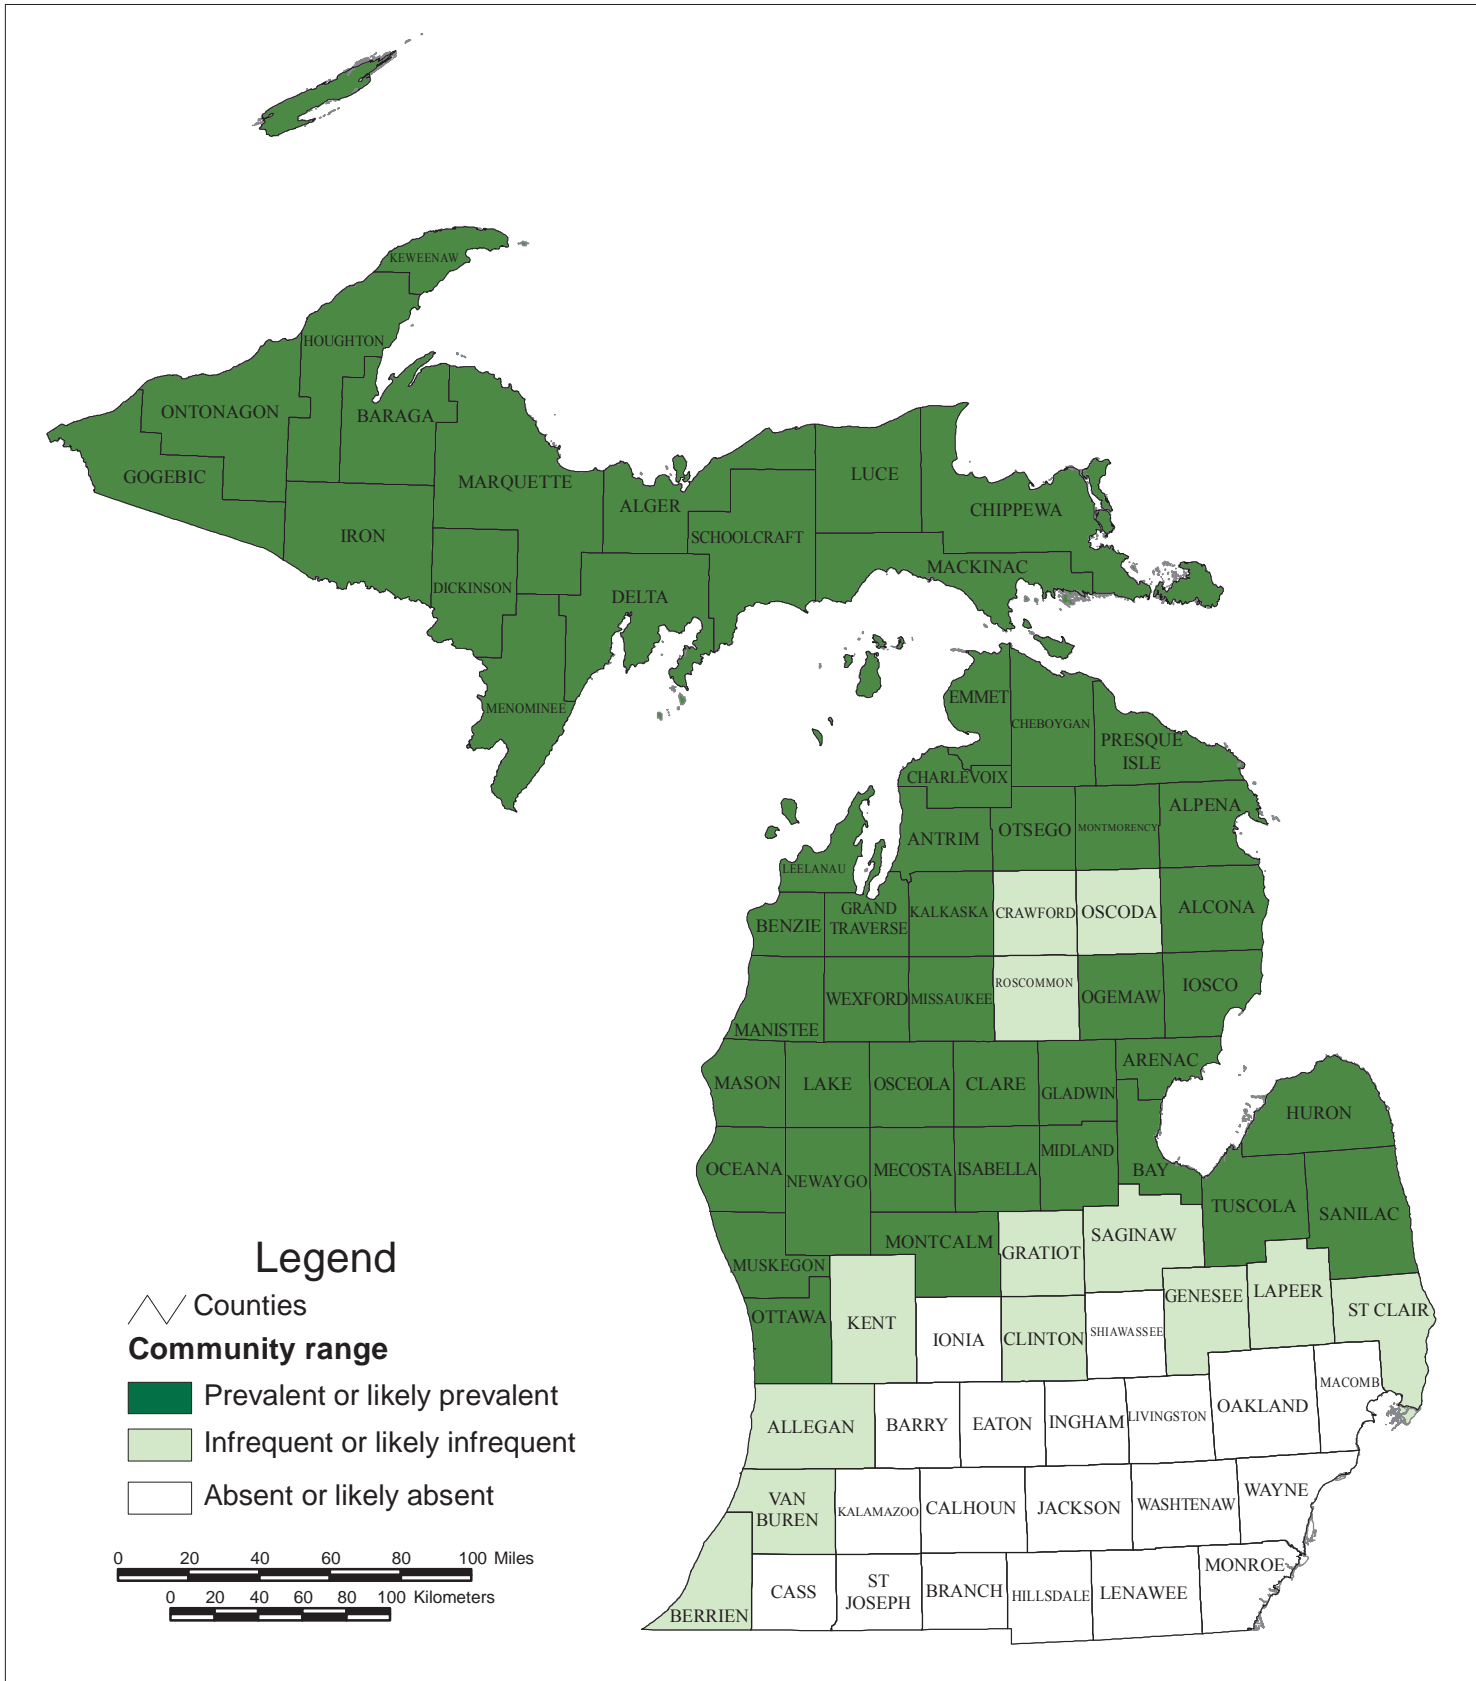 KEWEENAW
HOUGHTON
ONTONAGON
BARAGA
GOGEBIC
MARQUETTE
LUCE
ALGER
CHIPPEWA
IRON
SCHOOLCRAFT
MACKINAC
DICKINSON
DELTA
MENOMINEE
EMMET
CHEBOYGAN
PRESQUE
ISLE
CHARLEVOIX
ALPENA
ANTRIM
OTSEGO
MONTMORENCY
LEELANAU
BENZIE
GRAND
TRAVERSE
KALKASKA
CRAWFORD
OSCODA
ALCONA
MANISTEE
WEXFORD
MISSAUKEE
ROSCOMMON
OGEMAW
IOSCO
MASON
LAKE
OSCEOLA
CLARE
GLADWIN
ARENAC
HURON
OCEANA
NEWAYGO
MECOSTA
ISABELLA
MIDLAND
BAY
TUSCOLA
SANILAC
MUSKEGON
MONTCALM
GRATIOT
SAGINAW
GENESEE
LAPEER
ST CLAIR
OTTAWA
KENT
IONIA
CLINTON
SHIAWASSEE
ALLEGAN
BARRY
EATON
INGHAM
LIVINGSTON
OAKLAND
MACOMB
VAN
BUREN
KALAMAZOO
CALHOUN
JACKSON
WASHTENAW
WAYNE
BERRIEN
CASS
ST
JOSEPH
BRANCH
HILLSDALE
LENAWEE
MONROE
Legend
Counties
Community range
Prevalent or likely prevalent
Infrequent or likely infrequent
Absent or likely absent
0 20 40 60 80 100 Miles
0 20 40 60 80 100 Kilometers